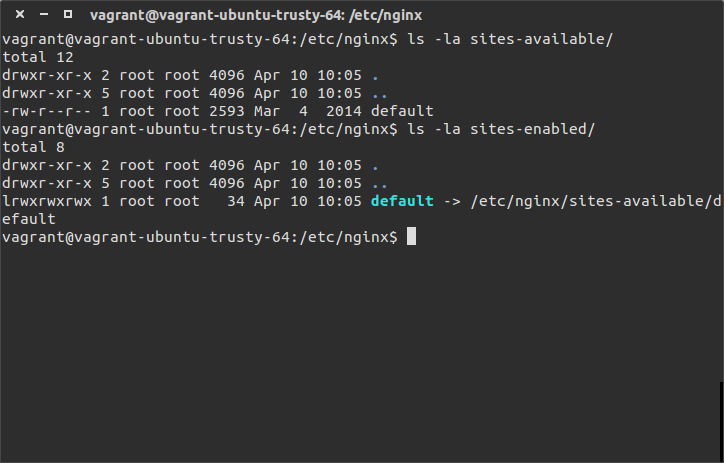 vagrant@vagrant-ubuntu-trusty-64: /etc/nginx
vagrant@vagrant-ubuntu-trusty-64:/etc/nginx$ ls -la sites-available/
total 12
drwxr-xr-x 2 root root 4096 Apr 10 10:05 .
drwxr-xr-x 5 root root 4096 Apr 10 10:05 ..
-rw-r--r-- 1 root root 2593 Mar  4  2014 default
vagrant@vagrant-ubuntu-trusty-64:/etc/nginx$ ls -la sites-enabled/
total 8
drwxr-xr-x 2 root root 4096 Apr 10 10:05 .
drwxr-xr-x 5 root root 4096 Apr 10 10:05 ..
lrwxrwxrwx 1 root root   34 Apr 10 10:05 default -> /etc/nginx/sites-available/d
efault
vagrant@vagrant-ubuntu-trusty-64:/etc/nginx$